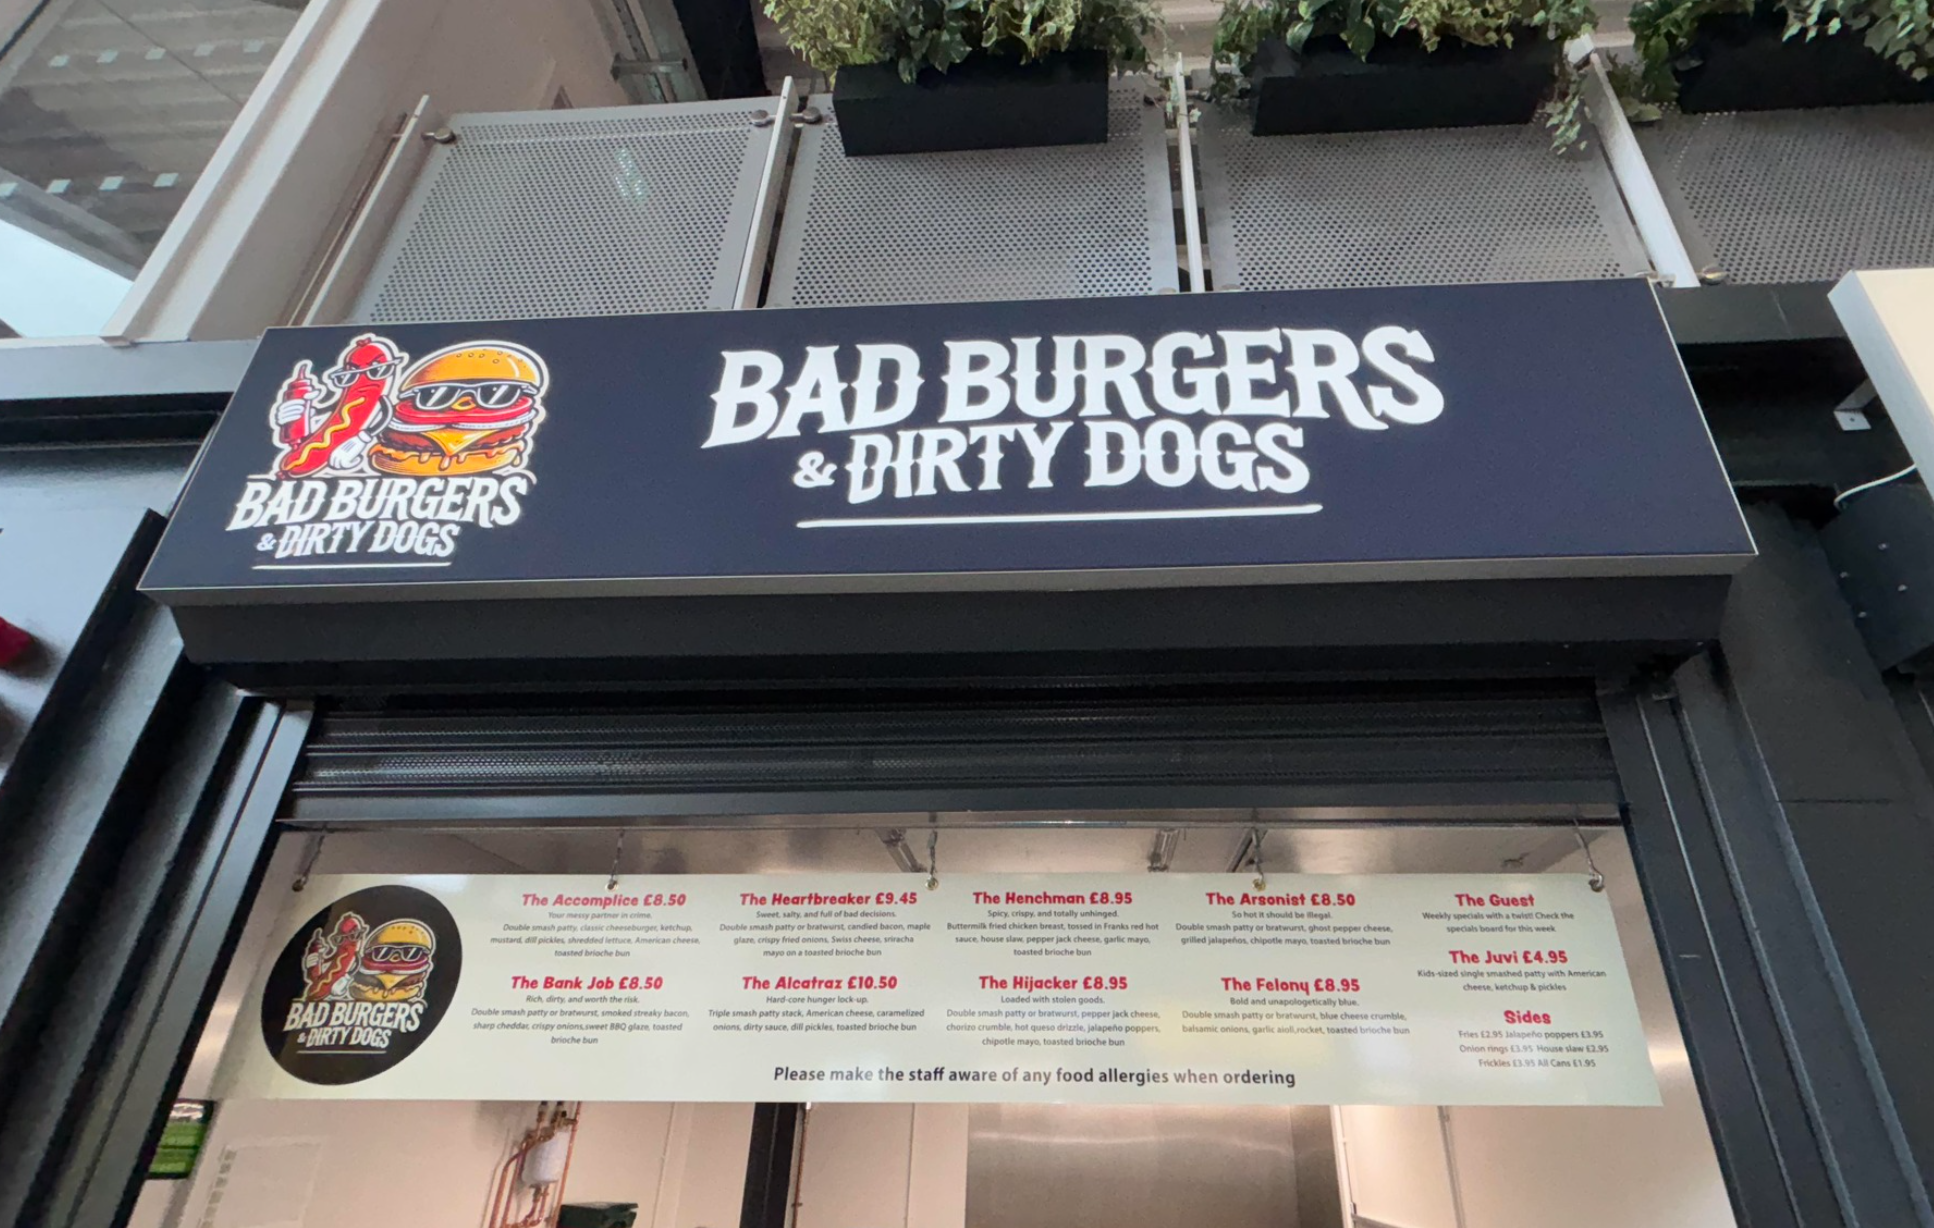 BAD BURGERS
& DIRTY DOGS
BAD BURGERS
& DIRTY DOGS
BAD BURGERS
& DIRTY DOGS
The Accomplice £8.50
Your messy partner in crime.
Double smash patty, classic cheeseburger, ketchup,
mustard, dill pickles, shredded lettuce, American cheese,
toasted brioche bun
The Heartbreaker £9.45
Sweet, salty, and full of bad decisions.
Double smash patty or bratwurst, candied bacon, maple
glaze, crispy fried onions, Swiss cheese, sriracha
mayo on a toasted brioche bun
The Henchman £8.95
Spicy, crispy, and totally unhinged.
Buttermilk fried chicken breast, tossed in Franks red hot
sauce, house slaw, pepper jack cheese, garlic mayo,
toasted brioche bun
The Arsonist £8.50
So hot it should be illegal.
Double smash patty or bratwurst, ghost pepper cheese,
grilled jalapeños, chipotle mayo, toasted brioche bun
The Guest
Weekly specials with a twist! Check the
specials board for this week
The Bank Job £8.50
Rich, dirty, and worth the risk.
Double smash patty or bratwurst, smoked streaky bacon,
sharp cheddar, crispy onions,sweet BBQ glaze, toasted
brioche bun
The Alcatraz £10.50
Hard-core hunger lock-up.
Triple smash patty stack, American cheese, caramelized
onions, dirty sauce, dill pickles, toasted brioche bun
The Hijacker £8.95
Loaded with stolen goods.
Double smash patty or bratwurst, pepper jack cheese,
chorizo crumble, hot queso drizzle, jalapeño poppers,
chipotle mayo, toasted brioche bun
The Felony £8.95
Bold and unapologetically blue.
Double smash patty or bratwurst, blue cheese crumble,
balsamic onions, garlic aioli,rocket, toasted brioche bun
The Juvi £4.95
Kids-sized single smashed patty with American
cheese, ketchup & pickles
Sides
Fries £2.95 Jalapeño poppers £3.95
Onion rings £3.95 House slaw £2.95
Frickles £3.95 All Cans £1.95
Please make the staff aware of any food allergies when ordering